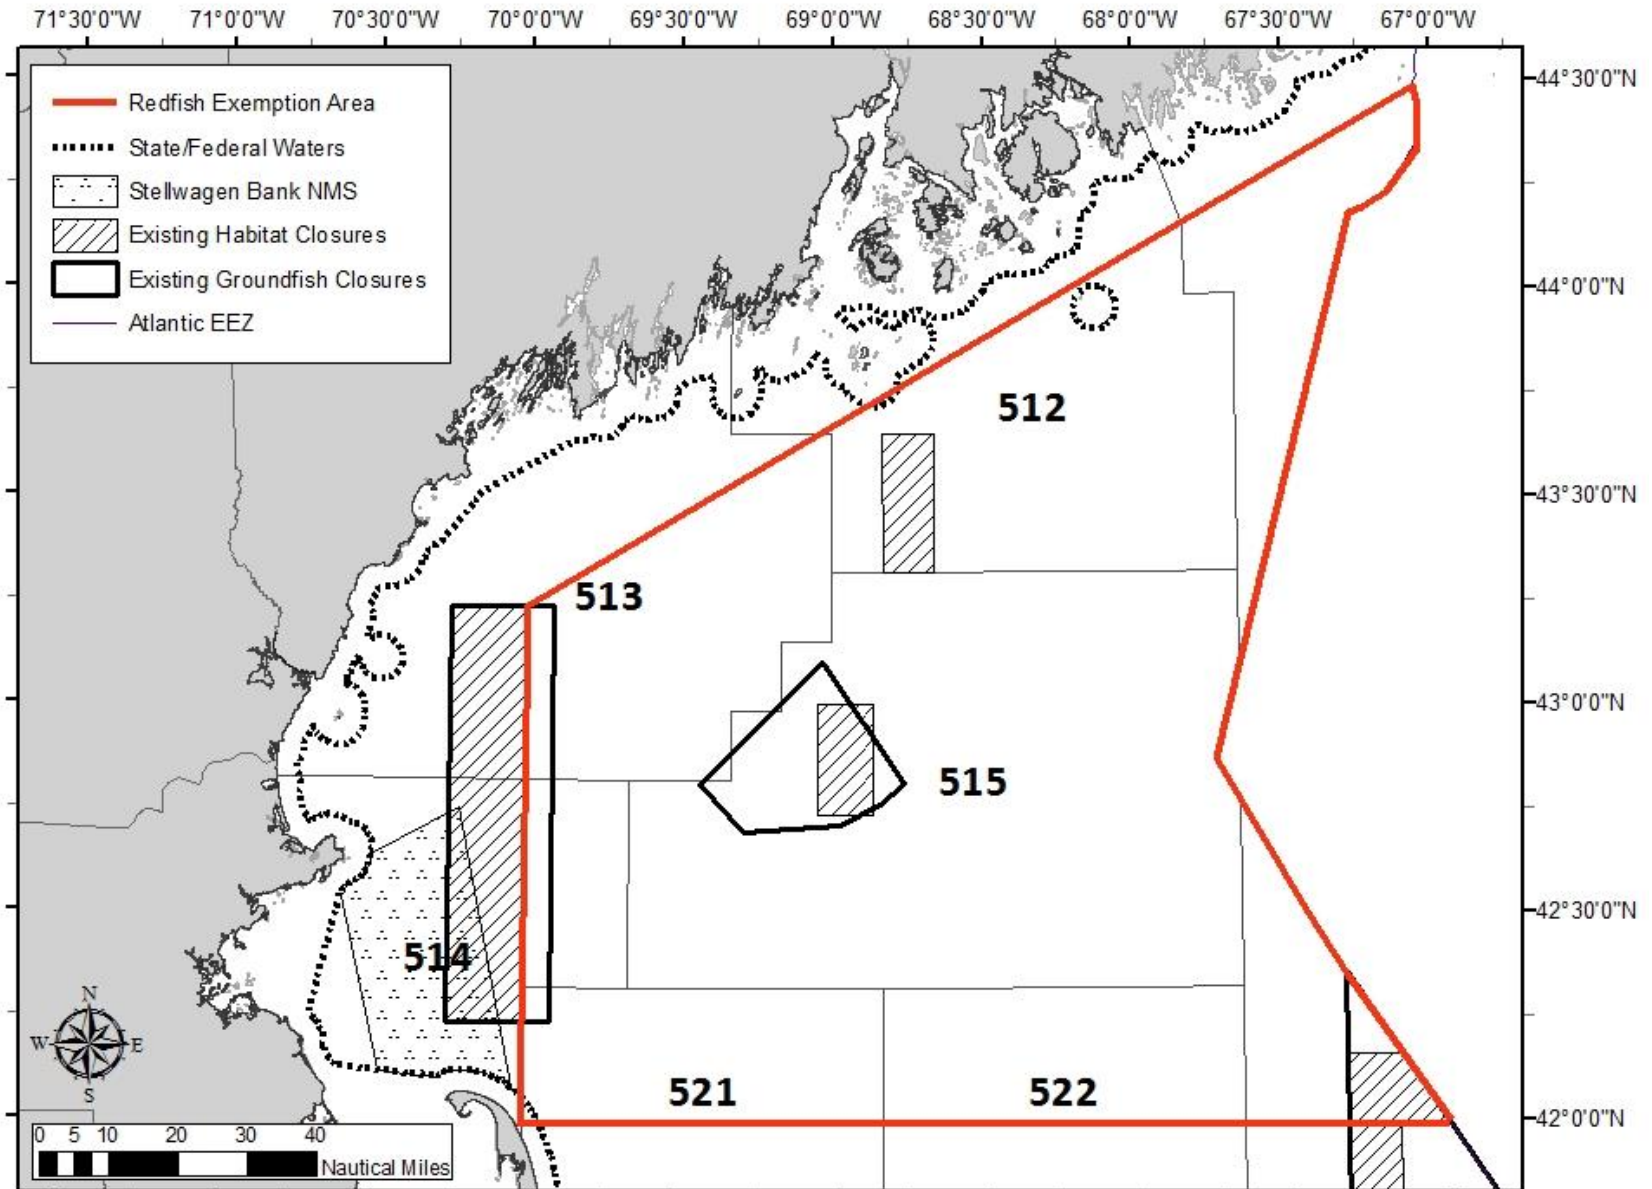 71°30'0"W 71°0'0"W 70°30'0"W 70°0'0"W 69°30'0"W 69°0'0"W 68°30'0"W 68°0'0"W 67°30'0"W 67°0'0"W
Redfish Exemption Area
State/Federal Waters
Stellwagen Bank NMS
Existing Habitat Closures
Existing Groundfish Closures
Atlantic EEZ
44°30'0"N
44°0'0"N
512
43°30'0"N
513
43°0'0"N
515
42°30'0"N
514
N
W E
S
521
522
42°0'0"N
0 5 10 20 30 40
Nautical Miles